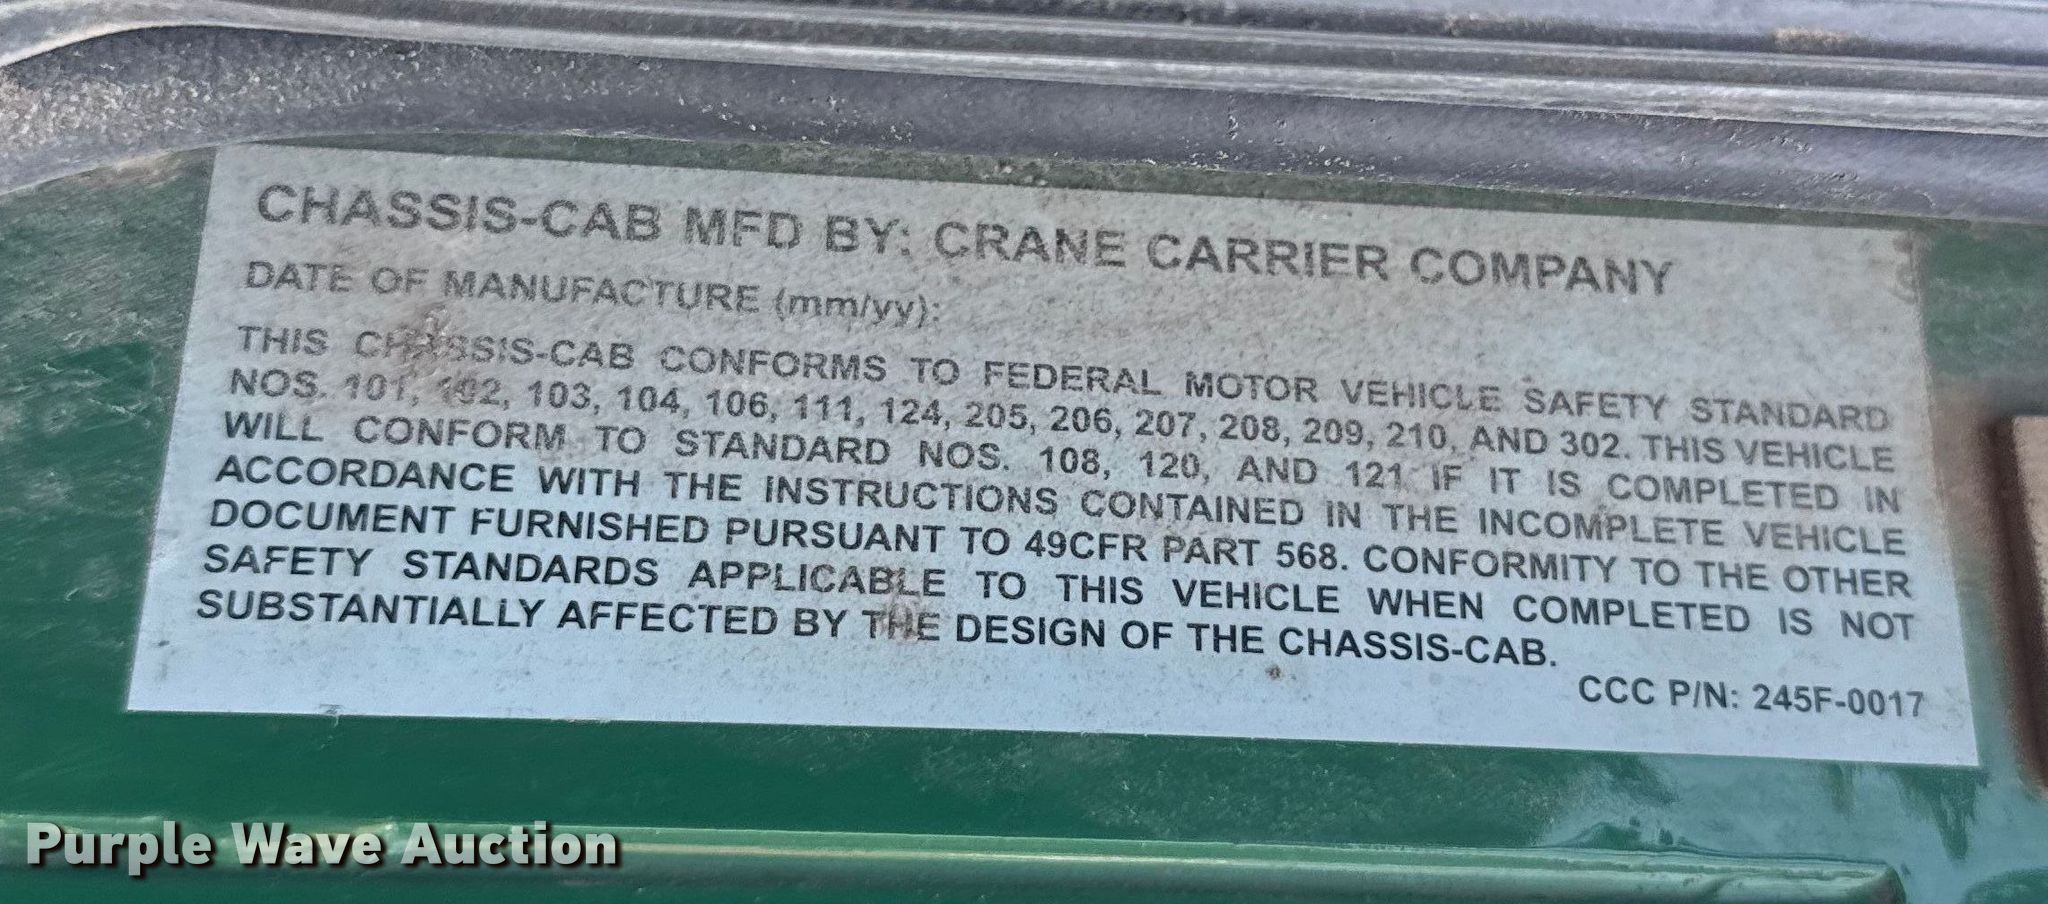 CHASSIS-CAB MFD BY: CRANE CARRIER COMPANY
DATE OF MANUFACTURE (mm/yy):
THIS CHASSIS-CAB CONFORMS TO FEDERAL MOTOR VEHICLE SAFETY STANDARD
NOS. 101, 102, 103, 104, 106, 111, 124, 205, 206, 207, 208, 209, 210, AND 302. THIS VEHICLE
WILL CONFORM TO STANDARD NOS. 108, 120, AND 121 IF IT IS COMPLETED IN
ACCORDANCE WITH THE INSTRUCTIONS CONTAINED IN THE INCOMPLETE VEHICLE
DOCUMENT FURNISHED PURSUANT TO 49CFR PART 568. CONFORMITY TO THE OTHER
SAFETY STANDARDS APPLICABLE TO THIS VEHICLE WHEN COMPLETED IS NOT
SUBSTANTIALLY AFFECTED BY THE DESIGN OF THE CHASSIS-CAB.
CCC P/N: 245F-0017
Purple Wave Auction